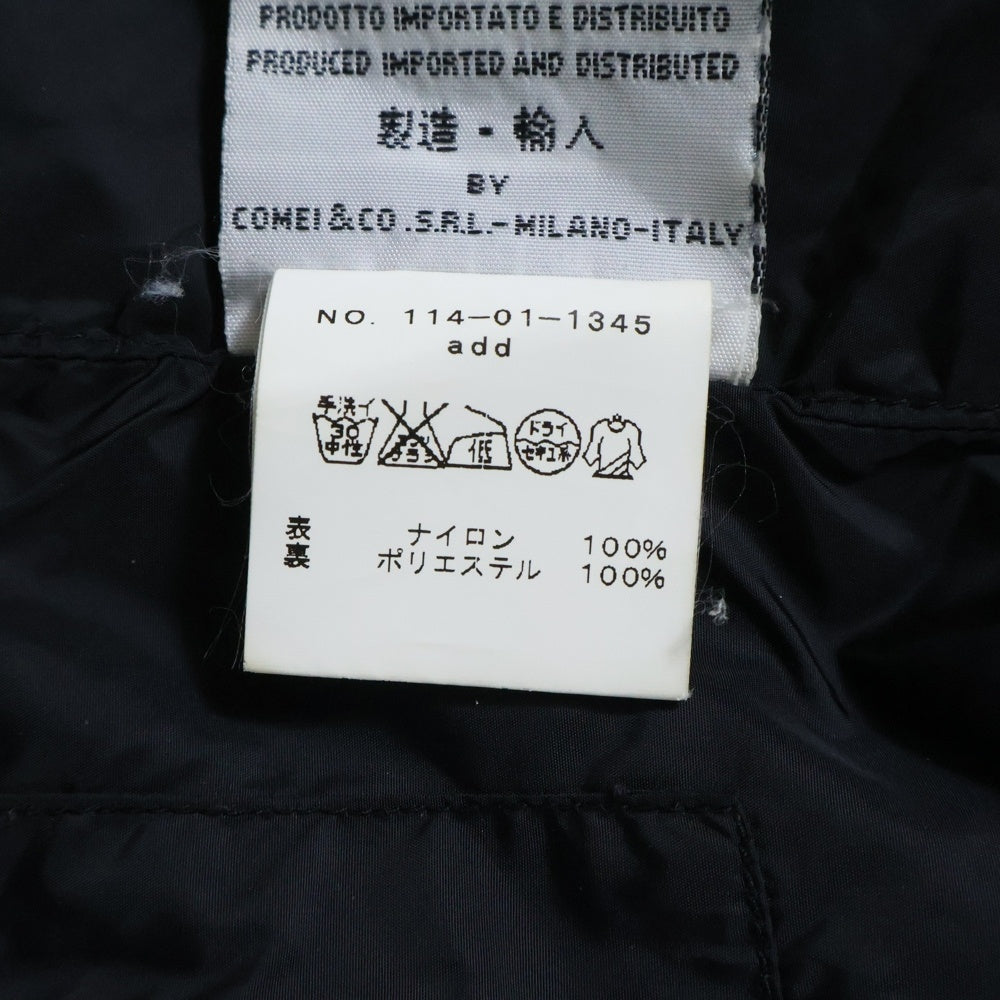 PRODOTTO IMPORTATO E DISTRIBUITO
PRODUCED IMPORTED AND DISTRIBUTED
製造・輸入
BY
COMEI&CO.S.R.L.-MILANO-ITALY
NO. 114-01-1345
add
手洗イ
30
中性
低
ドライ
セキユ系
表 ナイロン 100%
裏 ポリエステル 100%